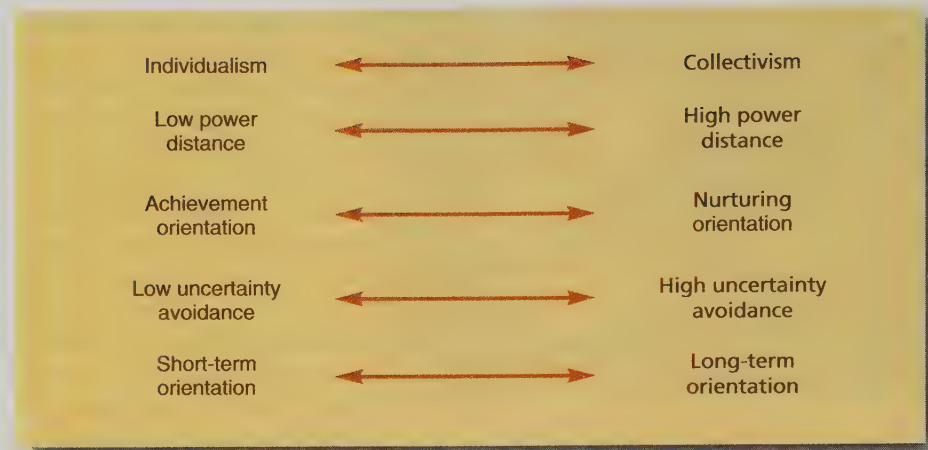 Individualism
Collectivism
Low power
distance
High power
distance
Achievement
orientation
Nurturing
orientation
Low uncertainty
avoidance
High uncertainty
avoidance
Short-term
orientation
Long-term
orientation